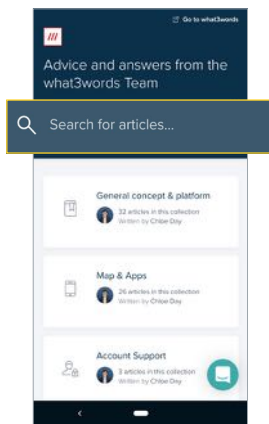 Go to what3words
Advice and answers from the
what3words Team
Search for articles...
General concept & platform
32 articles in this collection
Written by Chloe Day
Map & Apps
26 articles in this collection
Written by Chloe Day
Account Support
3 articles in this collection
Written by Chloe Day